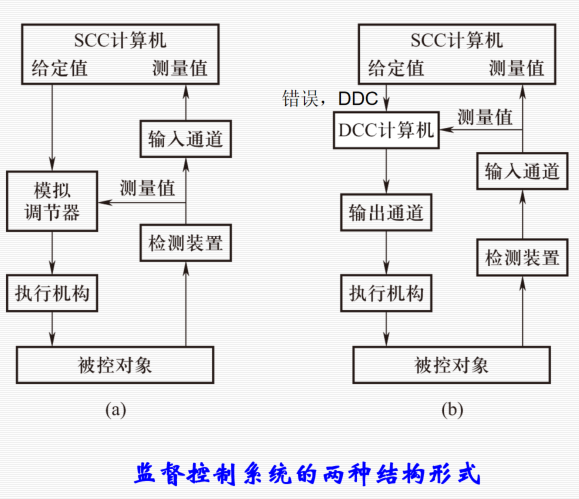 SCC计算机
给定值 测量值
输入通道
测量值
模拟
调节器
检测装置
执行机构
被控对象
(a)
SCC计算机
给定值 测量值
错误，DDC
DCC计算机
测量值
输入通道
输出通道
检测装置
执行机构
被控对象
(b)
监督控制系统的两种结构形式